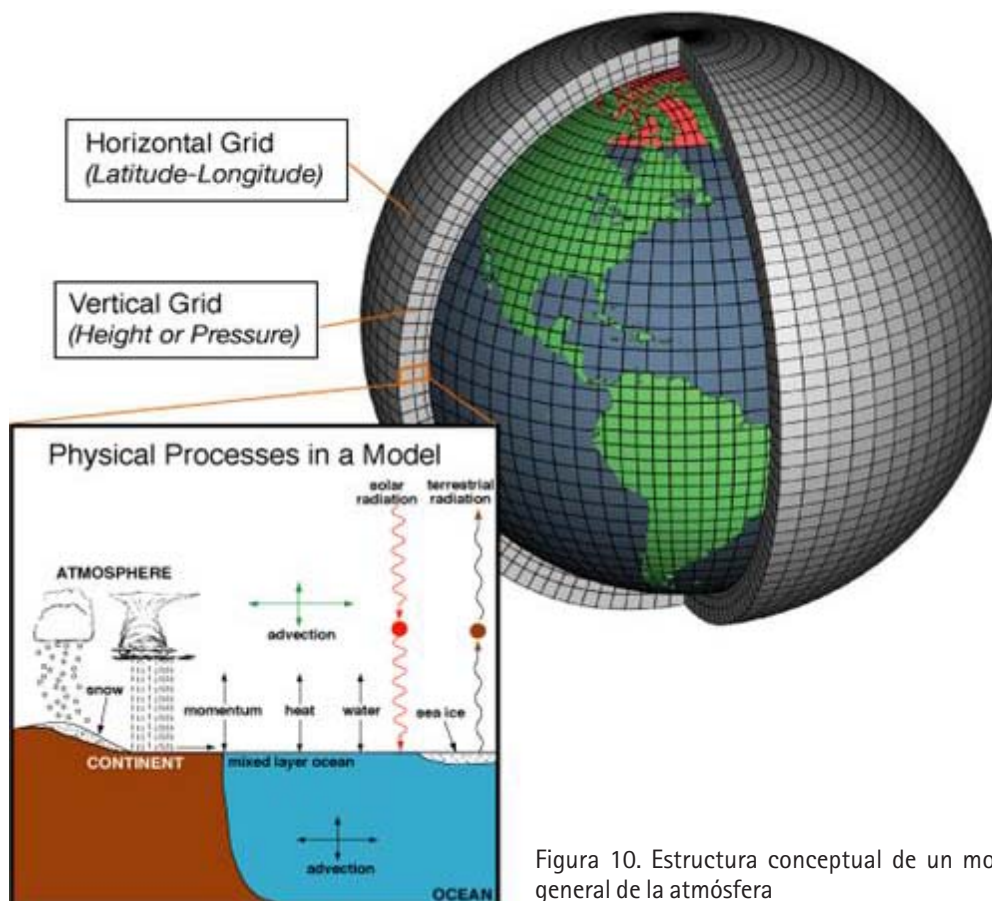 Horizontal Grid
(Latitude-Longitude)
Vertical Grid
(Height or Pressure)
Physical Processes in a Model
solar
radiation
terrestrial
radiation
ATMOSPHERE
advection
snow
momentum
heat
water
sea ice
CONTINENT
mixed layer ocean
advection
OCEAN
Figura 10. Estructura conceptual de un mo
general de la atmósfera